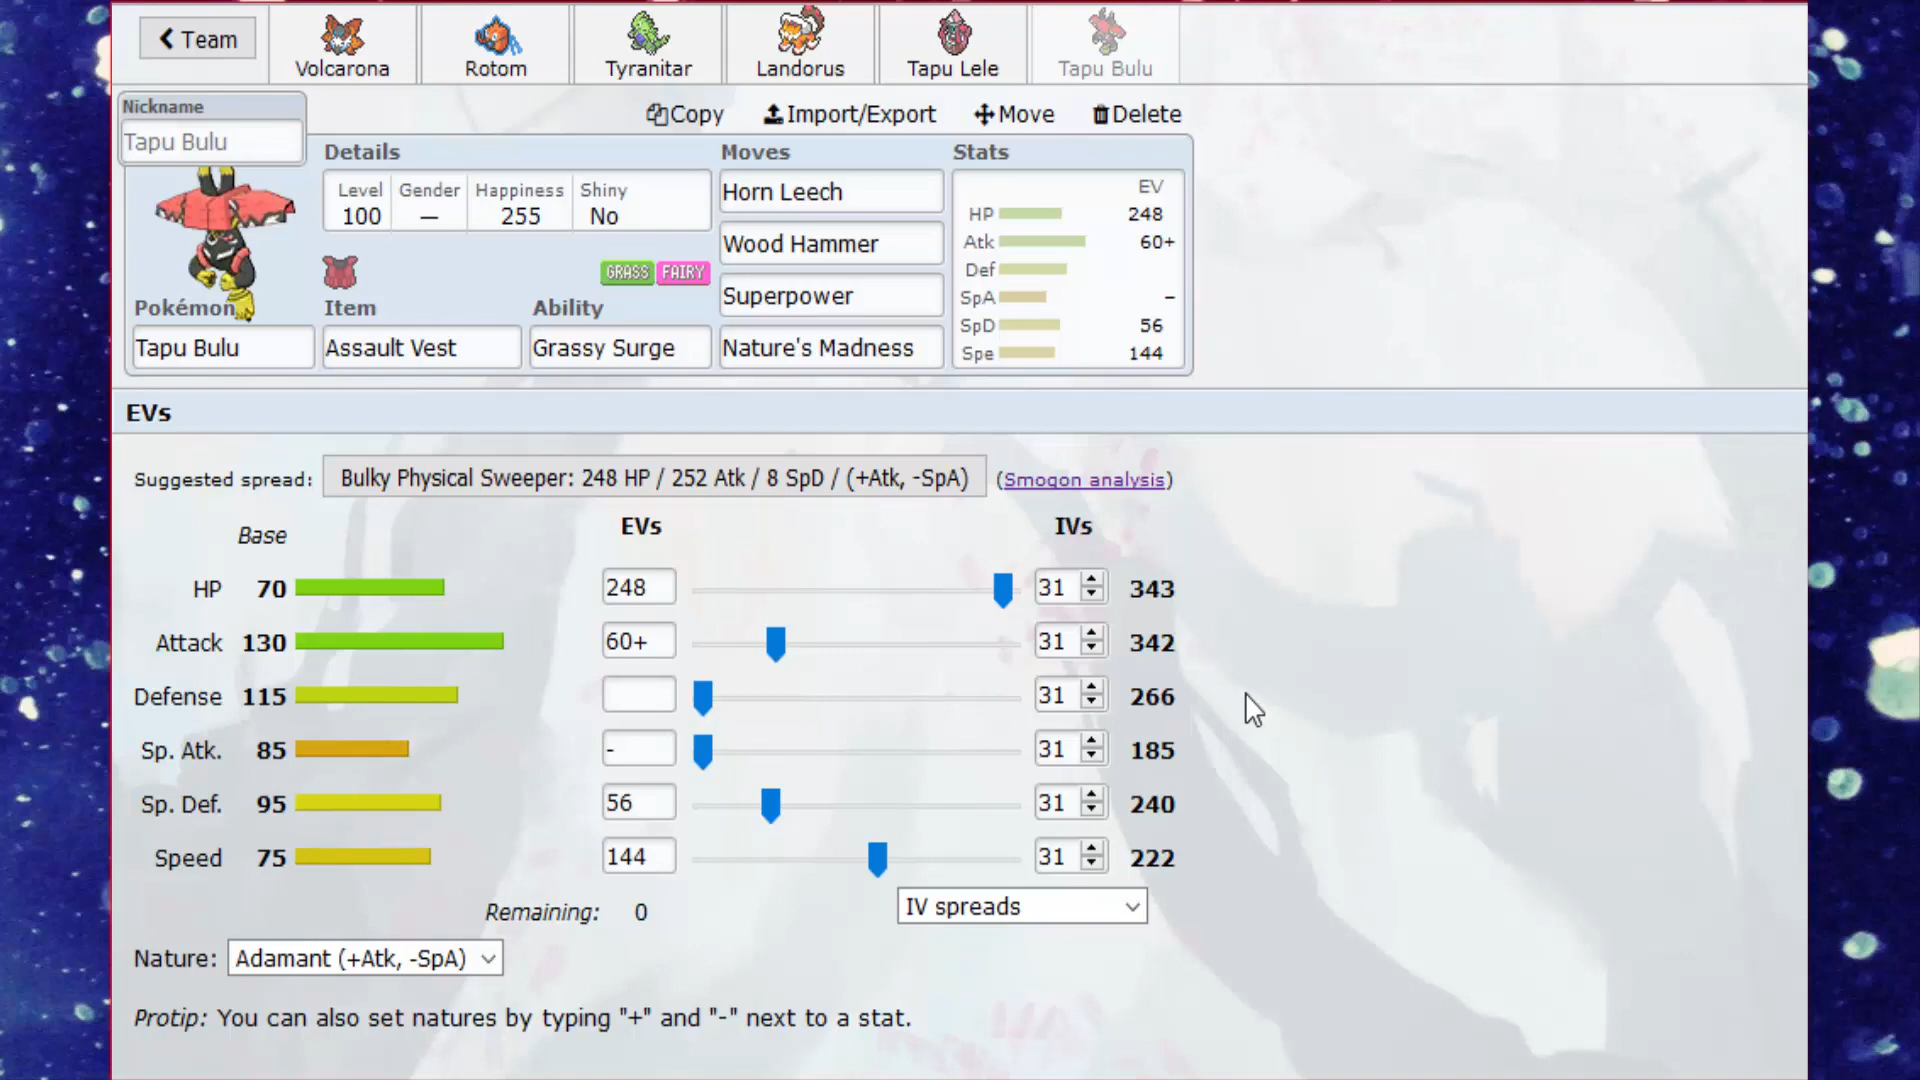 Team
Volcarona
Rotom
Tyranitar
Landorus
Tapu Lele
Tapu Bulu
Nickname
Tapu Bulu
Copy
Import/Export
Move
Delete
Details
Level
100
Gender
—
Happiness
255
Shiny
No
GRASS FAIRY
Pokémon
Tapu Bulu
Item
Assault Vest
Ability
Grassy Surge
Moves
Horn Leech
Wood Hammer
Superpower
Nature's Madness
Stats
EV
HP 248
Atk 60+
Def
SpA –
SpD 56
Spe 144
EVs
Suggested spread: Bulky Physical Sweeper: 248 HP / 252 Atk / 8 SpD / (+Atk, -SpA) (Smogon analysis)
Base EVs IVs
HP 70 248 31 343
Attack 130 60+ 31 342
Defense 115 31 266
Sp. Atk. 85 - 31 185
Sp. Def. 95 56 31 240
Speed 75 144 31 222
Remaining: 0 IV spreads
Nature: Adamant (+Atk, -SpA)
Protip: You can also set natures by typing "+" and "-" next to a stat.